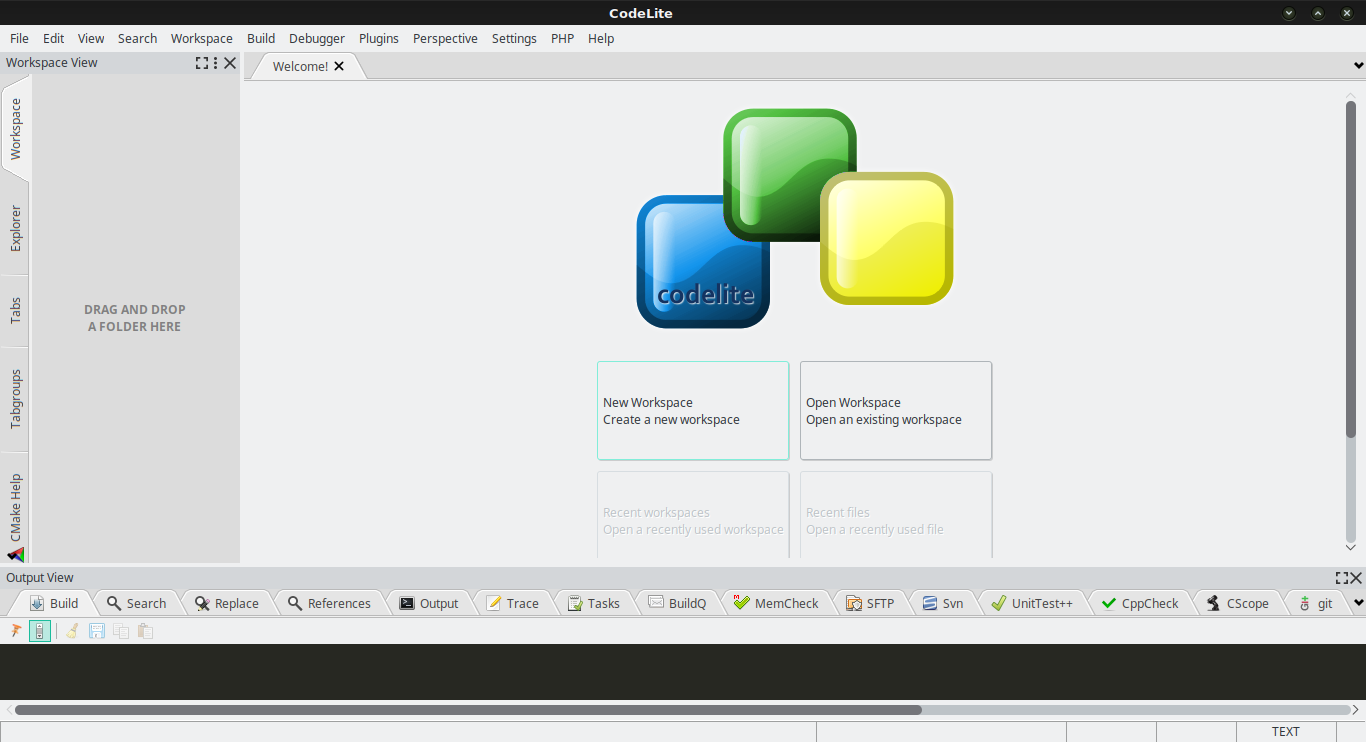 CodeLite
File Edit View Search Workspace Build Debugger Plugins Perspective Settings PHP Help
Workspace View
Welcome!
Workspace
Explorer
Tabs
Tabgroups
CMake Help
DRAG AND DROP
A FOLDER HERE
codelite
New Workspace
Create a new workspace
Open Workspace
Open an existing workspace
Recent workspaces
Open a recently used workspace
Recent files
Open a recently used file
Output View
Build Search Replace References Output Trace Tasks BuildQ MemCheck SFTP Svn UnitTest++ CppCheck CScope git
TEXT